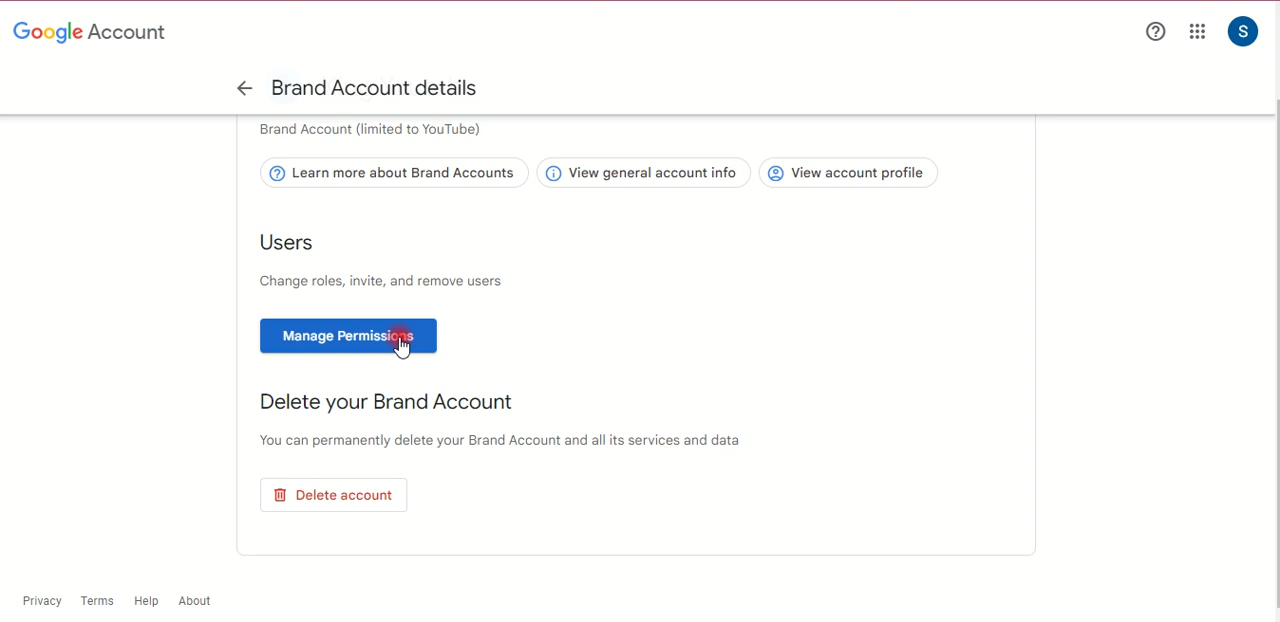 Google Account
S
Brand Account details
Brand Account (limited to YouTube)
Learn more about Brand Accounts
View general account info
View account profile
Users
Change roles, invite, and remove users
Manage Permissions
Delete your Brand Account
You can permanently delete your Brand Account and all its services and data
Delete account
Privacy Terms Help About